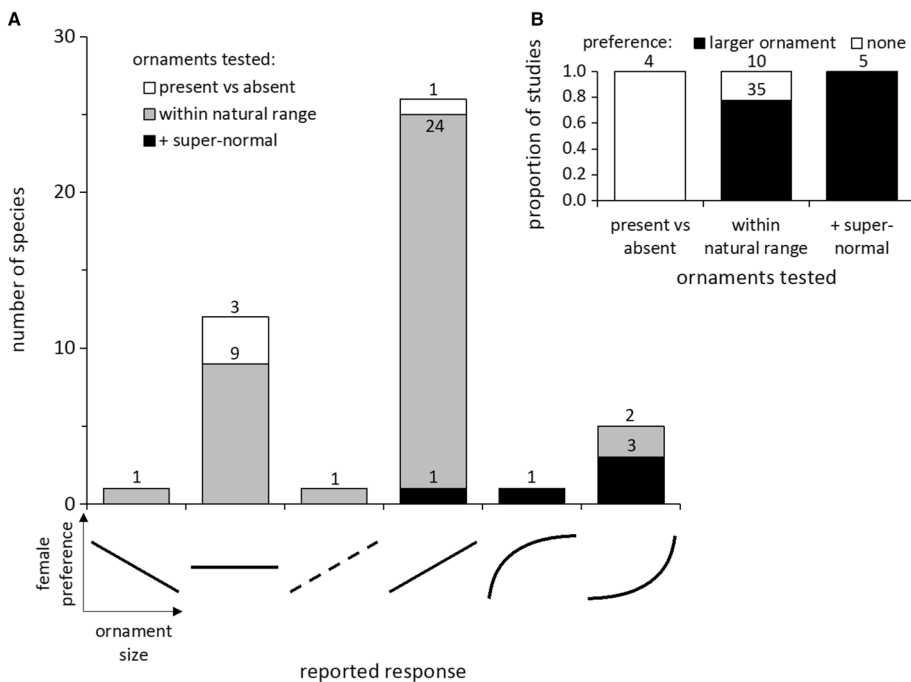 A
30
20
10
0
number of species
ornaments tested:
present vs absent
within natural range
+ super-normal
1
3
9
1
1
24
1
1
2
3
female
preference
ornament
size
reported response
B
preference: larger ornament none
4 10 5
35
1.0
0.8
0.6
0.4
0.2
0.0
proportion of studies
present vs within + super-
absent natural range normal
ornaments tested